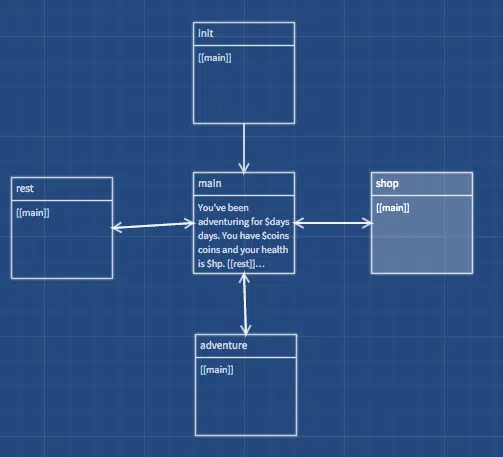 init
[[main]]
rest
[[main]]
main
You've been
adventuring for $days
days. You have $coins
coins and your health
is $hp. [[rest]]...
shop
[[main]]
adventure
[[main]]